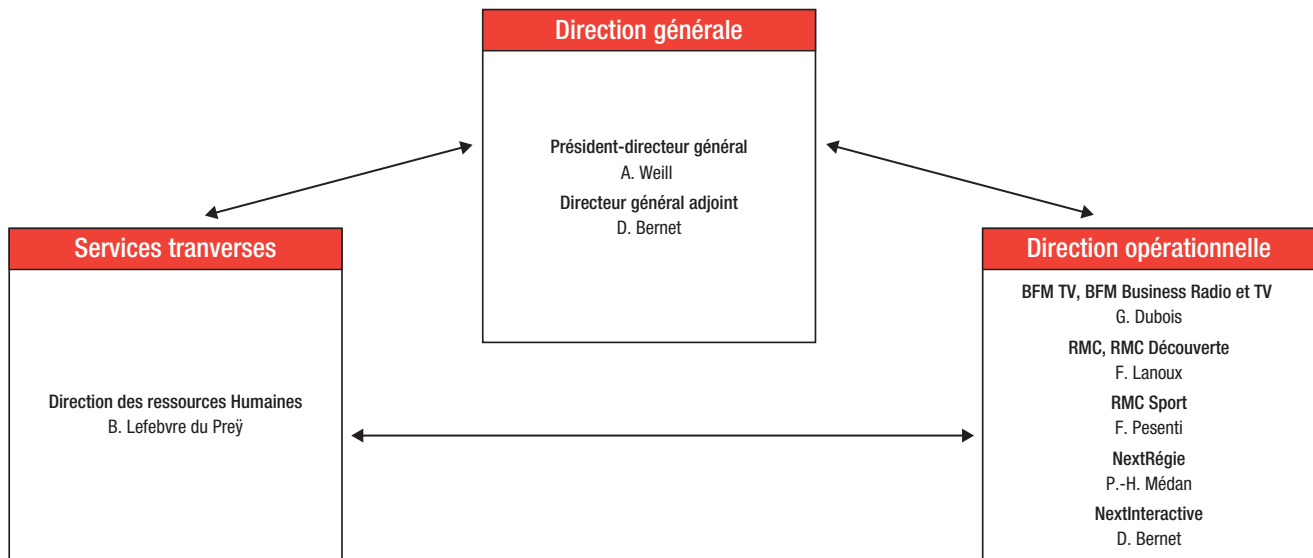 Direction générale
Président-directeur général
A. Weill
Directeur général adjoint
D. Bernet
Services tranverses
Direction des ressources Humaines
B. Lefebvre du Preÿ
Direction opérationnelle
BFM TV, BFM Business Radio et TV
G. Dubois
RMC, RMC Découverte
F. Lanoux
RMC Sport
F. Pesenti
NextRégie
P.-H. Médan
NextInteractive
D. Bernet